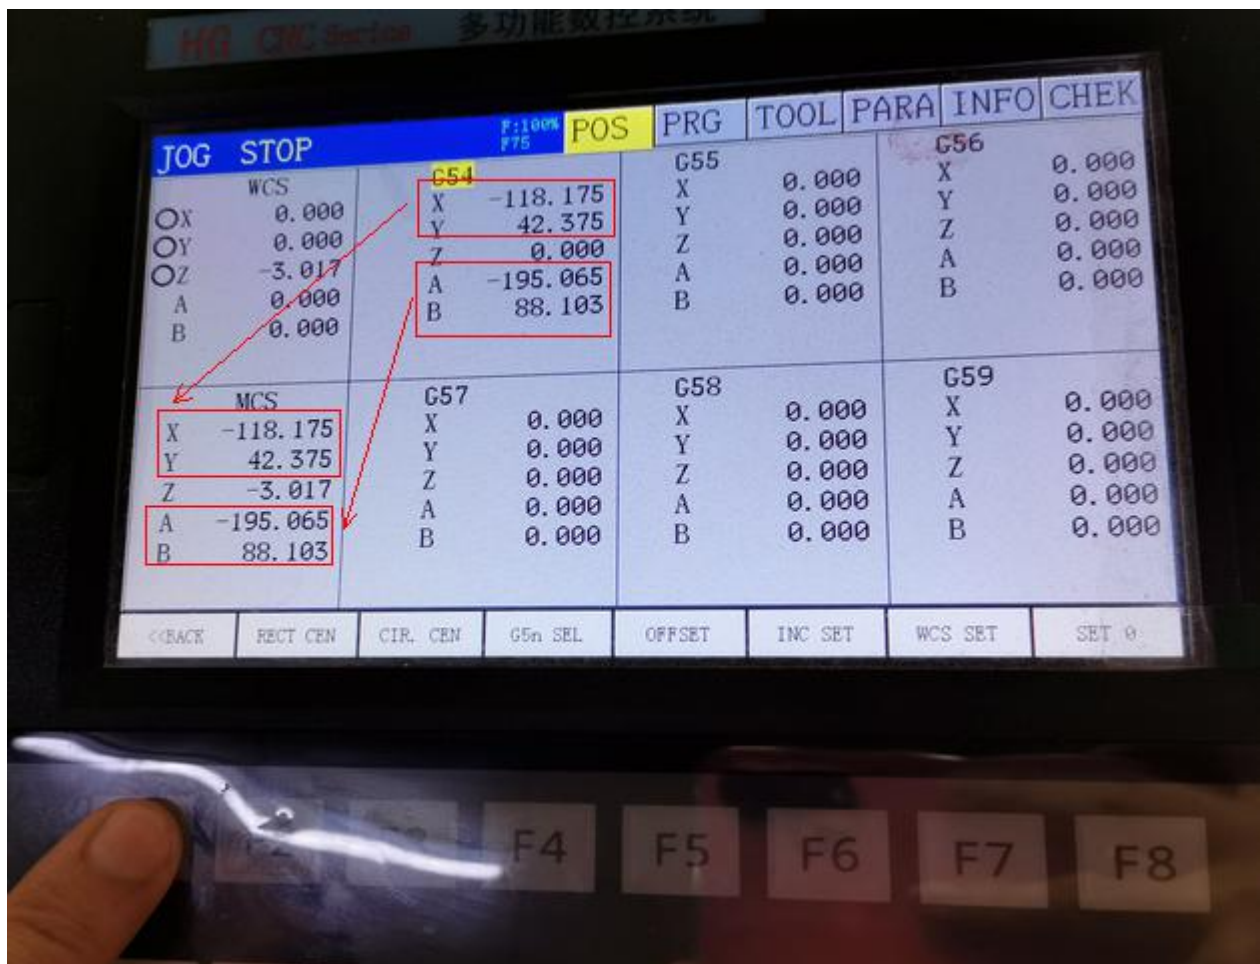 HG CNC Series 多功能数控系统
JOG STOP F:100% F75 POS PRG TOOL PARA INFO CHEK
WCS
X 0.000
Y 0.000
Z -3.017
A 0.000
B 0.000
G54
X -118.175
Y 42.375
Z 0.000
A -195.065
B 88.103
G55
X 0.000
Y 0.000
Z 0.000
A 0.000
B 0.000
G56
X 0.000
Y 0.000
Z 0.000
A 0.000
B 0.000
MCS
X -118.175
Y 42.375
Z -3.017
A -195.065
B 88.103
G57
X 0.000
Y 0.000
Z 0.000
A 0.000
B 0.000
G58
X 0.000
Y 0.000
Z 0.000
A 0.000
B 0.000
G59
X 0.000
Y 0.000
Z 0.000
A 0.000
B 0.000
<<BACK RECT CEN CIR. CEN G5n SEL OFFSET INC SET WCS SET SET 0
F2 F3 F4 F5 F6 F7 F8